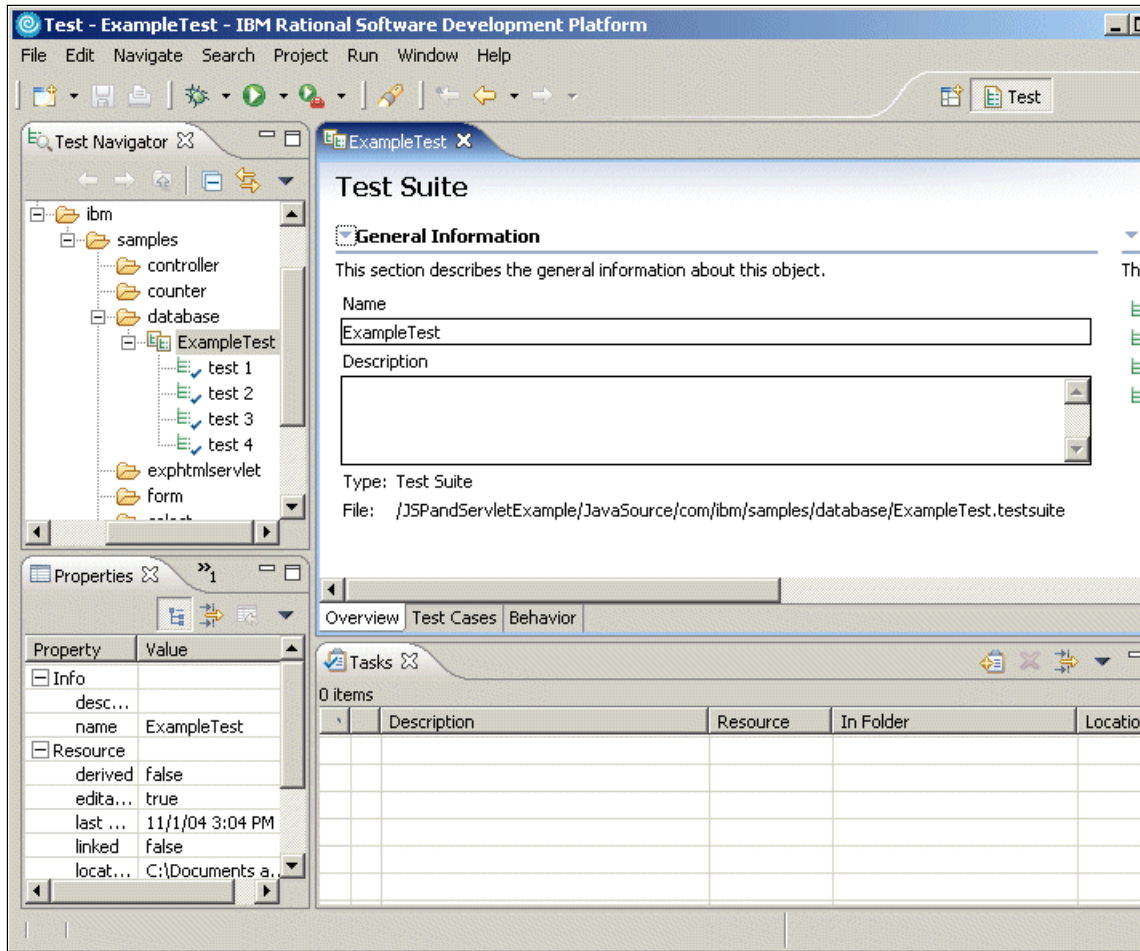 Test - ExampleTest - IBM Rational Software Development Platform
File Edit Navigate Search Project Run Window Help
Test
Test Navigator
ibm
samples
controller
counter
database
ExampleTest
test 1
test 2
test 3
test 4
exphtmlservlet
form
ExampleTest
Test Suite
General Information
This section describes the general information about this object.
Name
ExampleTest
Description
Type: Test Suite
File: /JSPandServletExample/JavaSource/com/ibm/samples/database/ExampleTest.testsuite
Th
Overview Test Cases Behavior
Properties
»1
Property Value
Info
desc...
name ExampleTest
Resource
derived false
edita... true
last ... 11/1/04 3:04 PM
linked false
locat... C:\Documents a...
Tasks
0 items
Description Resource In Folder Locatio